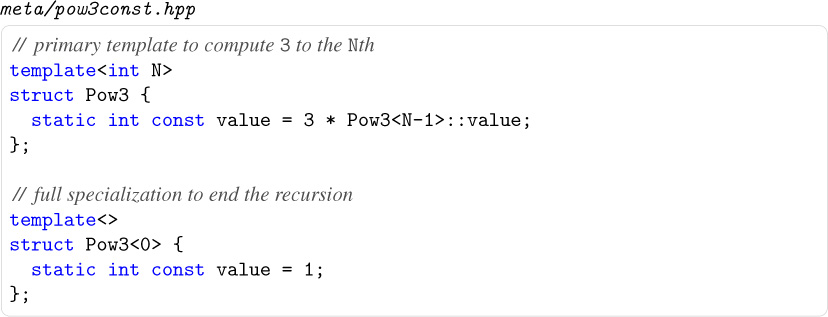 meta/pow3const.hpp
// primary template to compute 3 to the Nth
template<int N>
struct Pow3 {
  static int const value = 3 * Pow3<N-1>::value;
};
// full specialization to end the recursion
template<>
struct Pow3<0> {
  static int const value = 1;
};